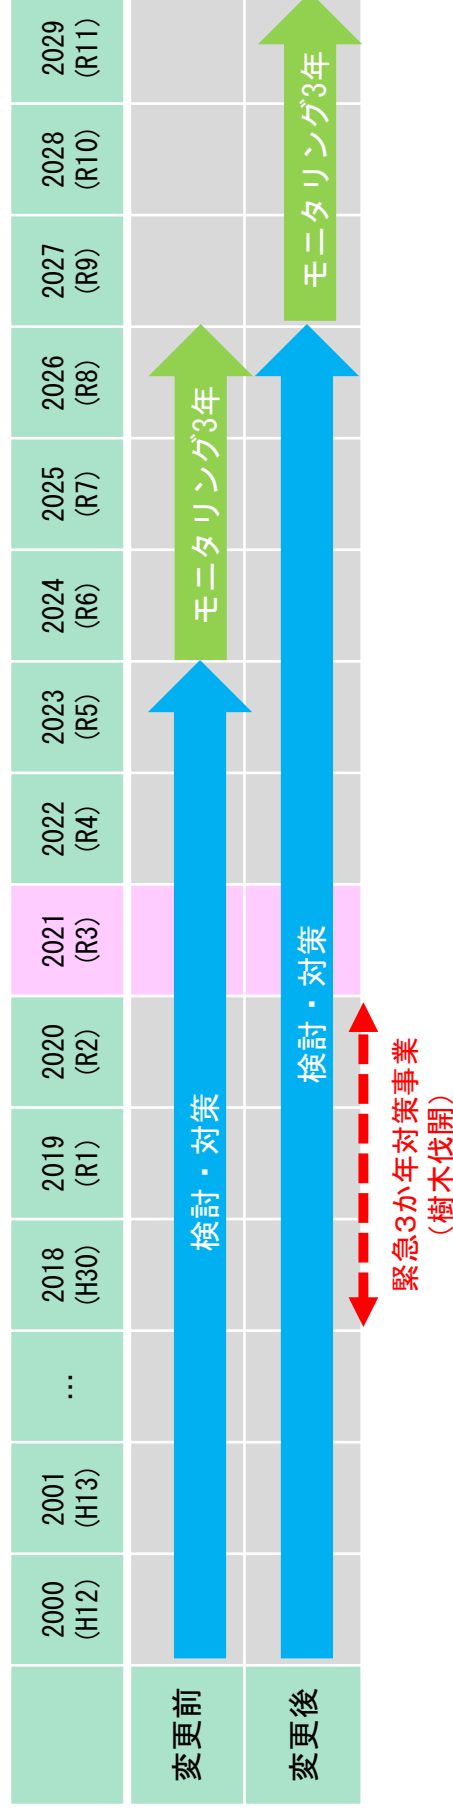 2000
(H12)
2001
(H13)
…
2018
(H30)
2019
(R1)
2020
(R2)
2021
(R3)
2022
(R4)
2023
(R5)
2024
(R6)
2025
(R7)
2026
(R8)
2027
(R9)
2028
(R10)
2029
(R11)
変更前
検討・対策
モニタリング3年
変更後
検討・対策
モニタリング3年
緊急3か年対策事業
（樹木伐開）